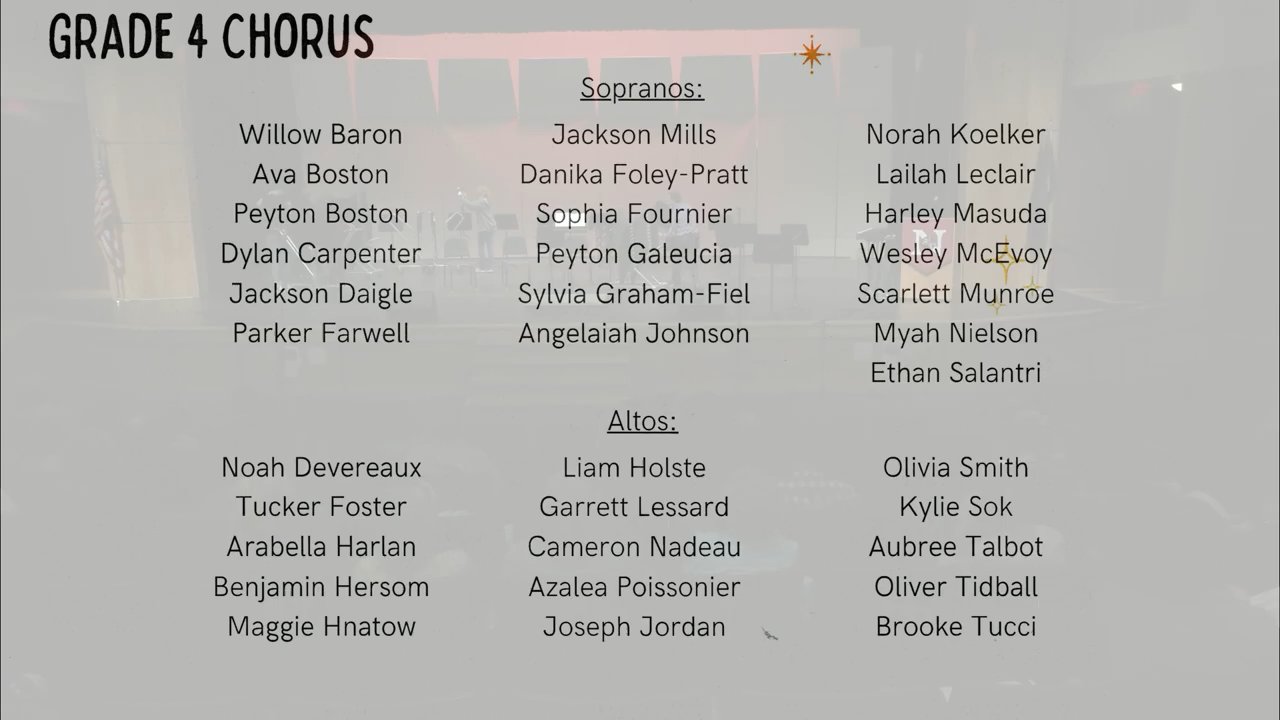 GRADE 4 CHORUS
Sopranos:
Willow Baron
Ava Boston
Peyton Boston
Dylan Carpenter
Jackson Daigle
Parker Farwell
Jackson Mills
Danika Foley-Pratt
Sophia Fournier
Peyton Galeucia
Sylvia Graham-Fiel
Angelaiah Johnson
Norah Koelker
Lailah Leclair
Harley Masuda
Wesley McEvoy
Scarlett Munroe
Myah Nielson
Ethan Salantri
Altos:
Noah Devereaux
Tucker Foster
Arabella Harlan
Benjamin Hersom
Maggie Hnatow
Liam Holste
Garrett Lessard
Cameron Nadeau
Azalea Poissonier
Joseph Jordan
Olivia Smith
Kylie Sok
Aubree Talbot
Oliver Tidball
Brooke Tucci
N